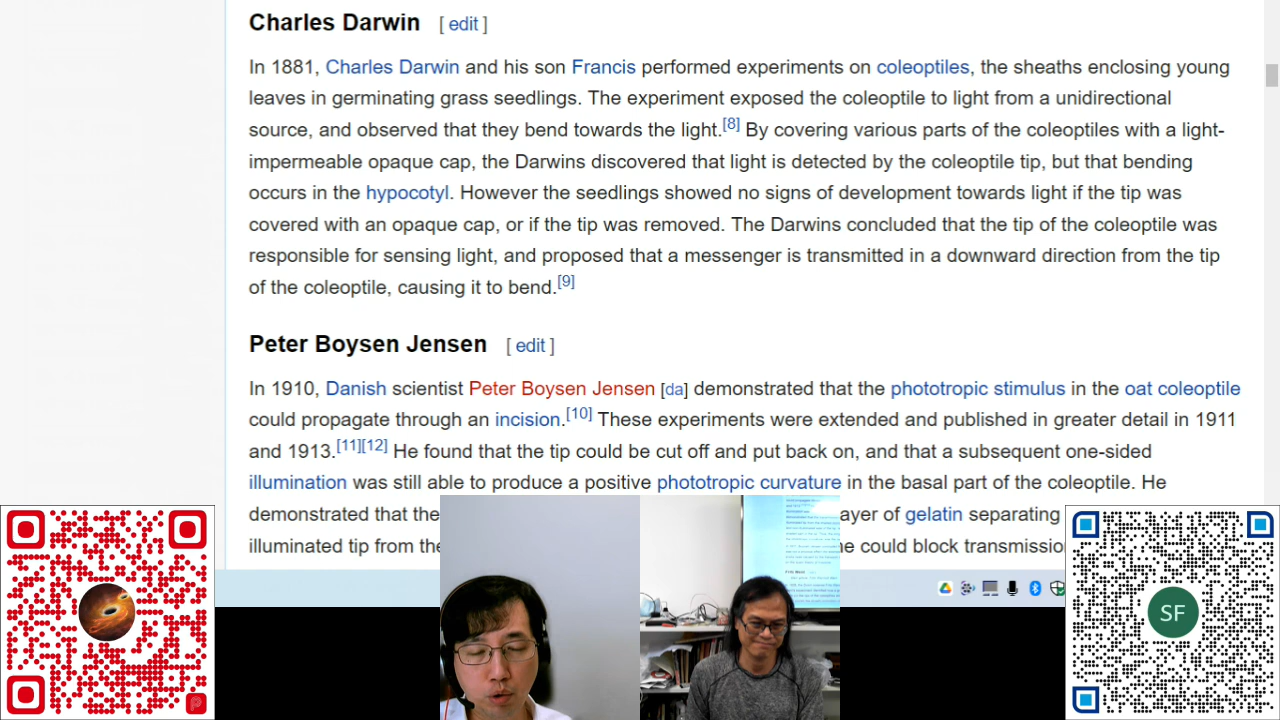 Charles Darwin [ edit ]
In 1881, Charles Darwin and his son Francis performed experiments on coleoptiles, the sheaths enclosing young
leaves in germinating grass seedlings. The experiment exposed the coleoptile to light from a unidirectional
source, and observed that they bend towards the light.[8] By covering various parts of the coleoptiles with a light-
impermeable opaque cap, the Darwins discovered that light is detected by the coleoptile tip, but that bending
occurs in the hypocotyl. However the seedlings showed no signs of development towards light if the tip was
covered with an opaque cap, or if the tip was removed. The Darwins concluded that the tip of the coleoptile was
responsible for sensing light, and proposed that a messenger is transmitted in a downward direction from the tip
of the coleoptile, causing it to bend.[9]
Peter Boysen Jensen [ edit ]
In 1910, Danish scientist Peter Boysen Jensen [da] demonstrated that the phototropic stimulus in the oat coleoptile
could propagate through an incision.[10] These experiments were extended and published in greater detail in 1911
and 1913.[11][12] He found that the tip could be cut off and put back on, and that a subsequent one-sided
illumination was still able to produce a positive phototropic curvature in the basal part of the coleoptile. He
demonstrated that the ayer of gelatin separating
illuminated tip from the could block transmission
SF